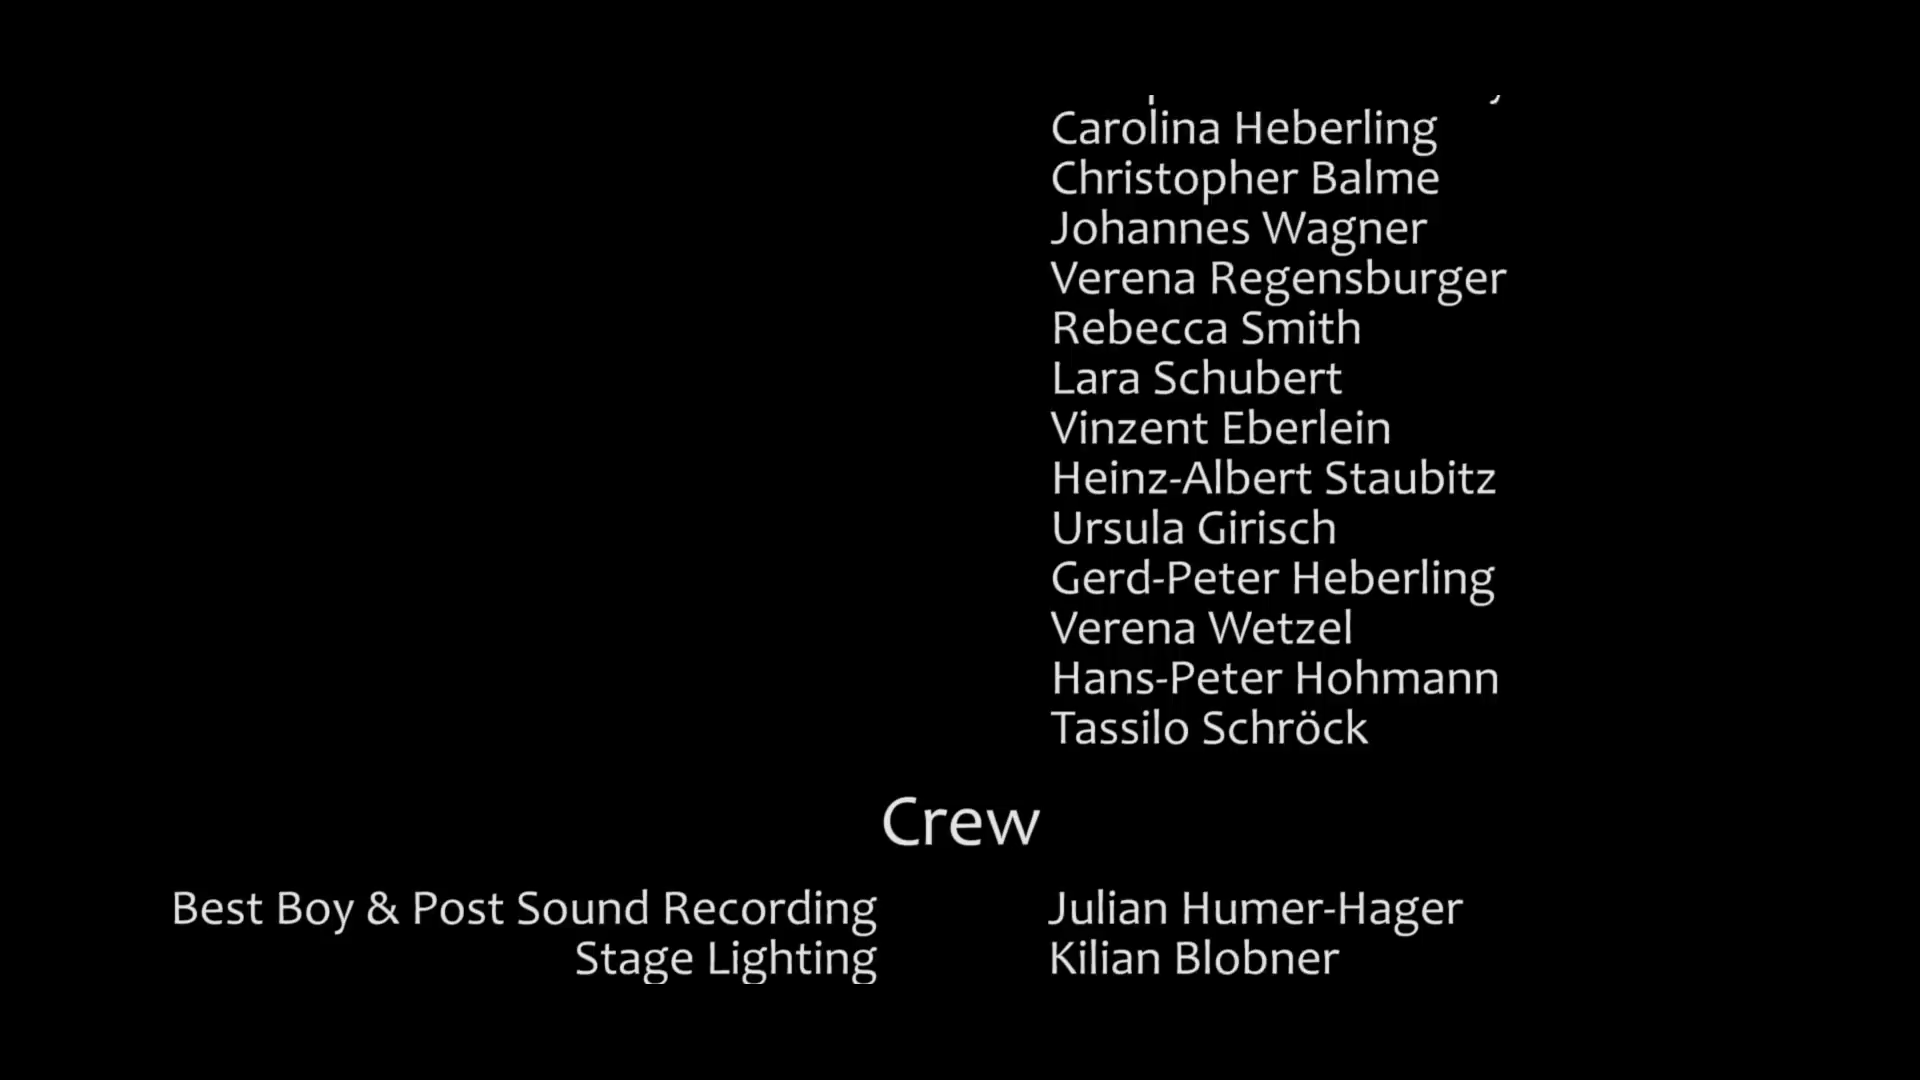 Carolina Heberling
Christopher Balme
Johannes Wagner
Verena Regensburger
Rebecca Smith
Lara Schubert
Vinzent Eberlein
Heinz-Albert Staubitz
Ursula Girisch
Gerd-Peter Heberling
Verena Wetzel
Hans-Peter Hohmann
Tassilo Schröck
Crew
Best Boy & Post Sound Recording Julian Humer-Hager
Stage Lighting Kilian Blobner